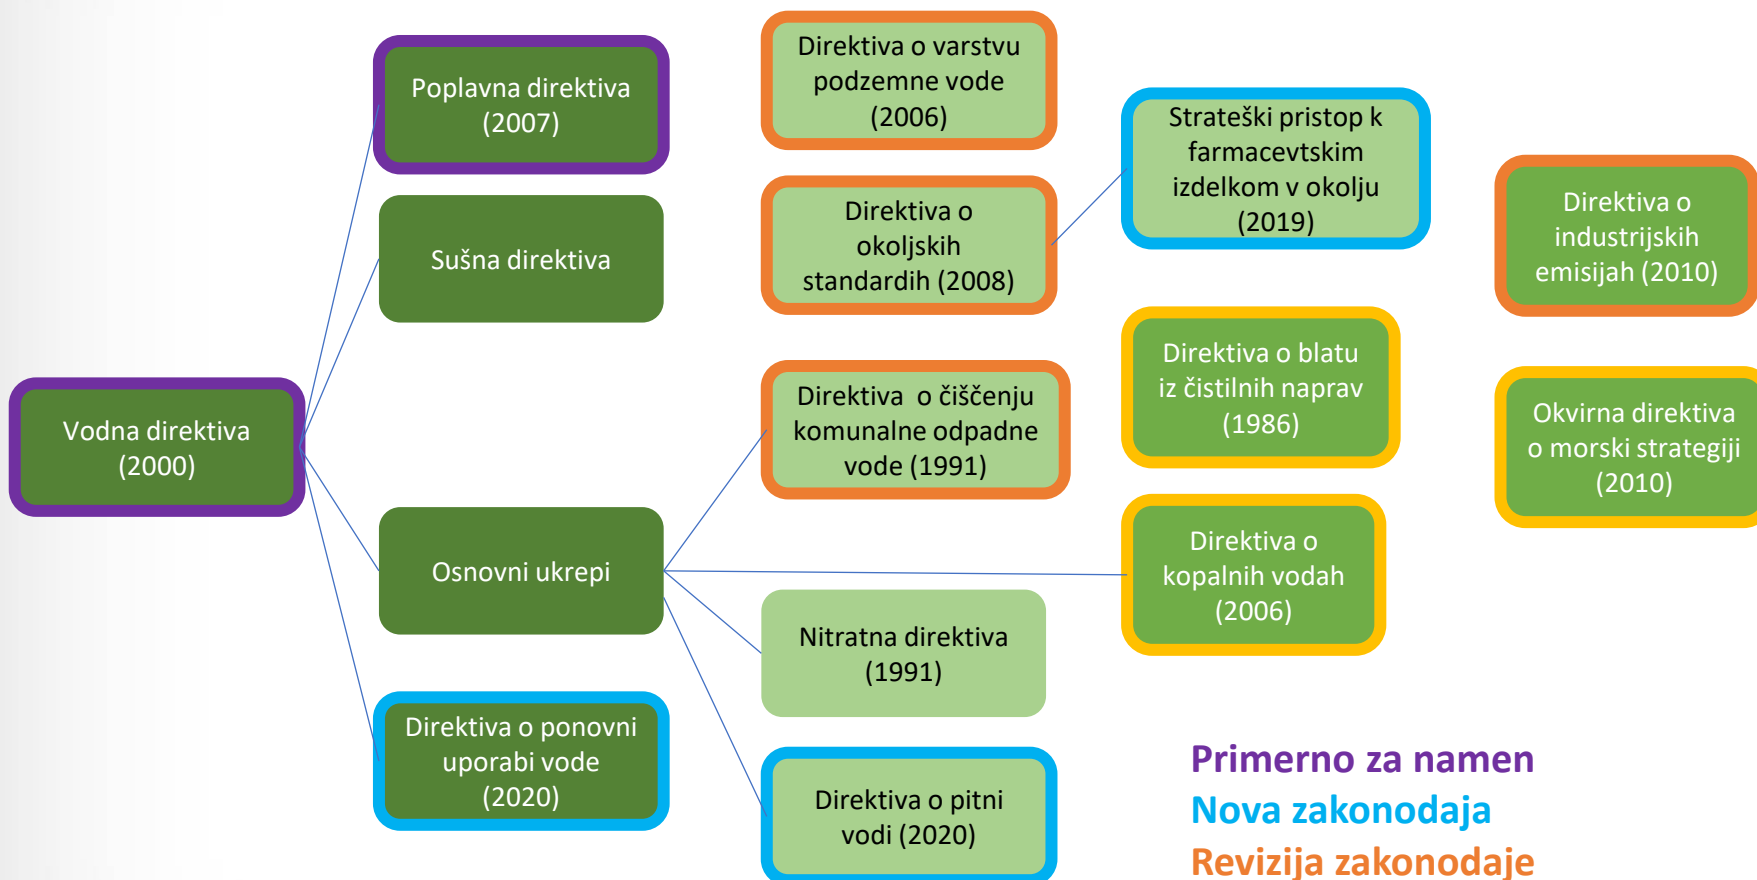 Vodna direktiva
(2000)
Poplavna direktiva
(2007)
Sušna direktiva
Osnovni ukrepi
Direktiva o ponovni
uporabi vode
(2020)
Direktiva o varstvu
podzemne vode
(2006)
Direktiva o
okoljskih
standardih (2008)
Direktiva  o čiščenju
komunalne odpadne
vode (1991)
Nitratna direktiva
(1991)
Direktiva o pitni
vodi (2020)
Strateški pristop k
farmacevtskim
izdelkom v okolju
(2019)
Direktiva o blatu
iz čistilnih naprav
(1986)
Direktiva o
kopalnih vodah
(2006)
Direktiva o
industrijskih
emisijah (2010)
Okvirna direktiva
o morski strategiji
(2010)
Primerno za namen
Nova zakonodaja
Revizija zakonodaje